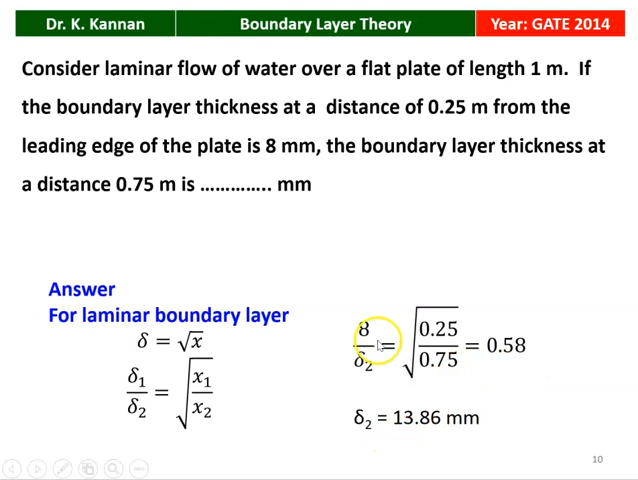 Dr. K. Kannan
Boundary Layer Theory
Year: GATE 2014
Consider laminar flow of water over a flat plate of length 1 m. If
the boundary layer thickness at a distance of 0.25 m from the
leading edge of the plate is 8 mm, the boundary layer thickness at
a distance 0.75 m is ………….. mm
Answer
For laminar boundary layer
δ = √x
δ₁/δ₂ = √(x₁/x₂)
8/δ₂ = √(0.25/0.75) = 0.58
δ₂ = 13.86 mm
10